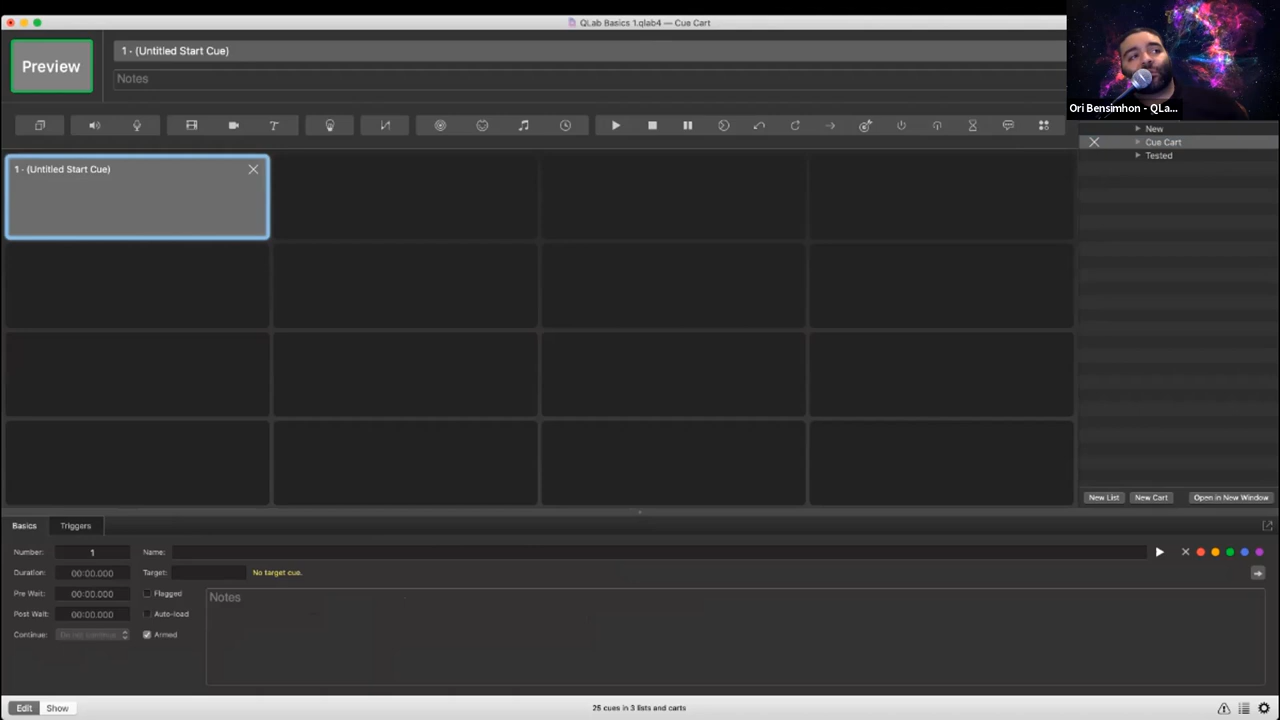 QLab Basics 1.qlab4 — Cue Cart
Preview
1 · (Untitled Start Cue)
Notes
Ori Bensimhon - QLa...
New
Cue Cart
Tested
1 · (Untitled Start Cue)
New List
New Cart
Open in New Window
Basics
Triggers
Number:
1
Name:
Duration:
00:00.000
Target:
No target cue.
Pre Wait:
00:00.000
Flagged
Notes
Post Wait:
00:00.000
Auto-load
Continue:
Do not continue
Armed
Edit
Show
25 cues in 3 lists and carts